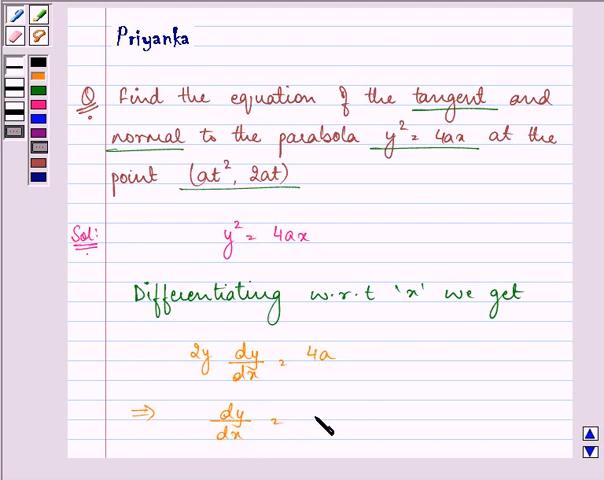 Priyanka
Q Find the equation of the tangent and
normal to the parabola y² = 4ax at the
point (at², 2at)
Sol: y² = 4ax
Differentiating w.r.t 'x' we get
2y dy/dx = 4a
⇒ dy/dx =